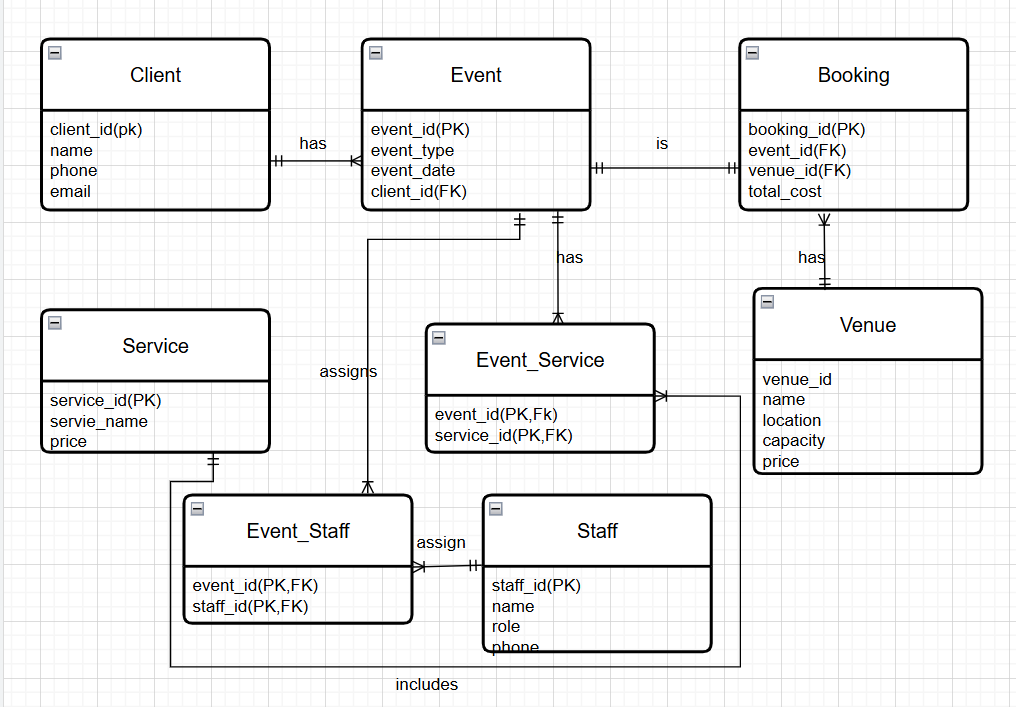 Client
client_id(pk)
name
phone
email
has
Event
event_id(PK)
event_type
event_date
client_id(FK)
is
Booking
booking_id(PK)
event_id(FK)
venue_id(FK)
total_cost
has
has
Service
service_id(PK)
servie_name
price
assigns
Event_Service
event_id(PK,Fk)
service_id(PK,FK)
Venue
venue_id
name
location
capacity
price
Event_Staff
event_id(PK,FK)
staff_id(PK,FK)
assign
Staff
staff_id(PK)
name
role
phone
includes